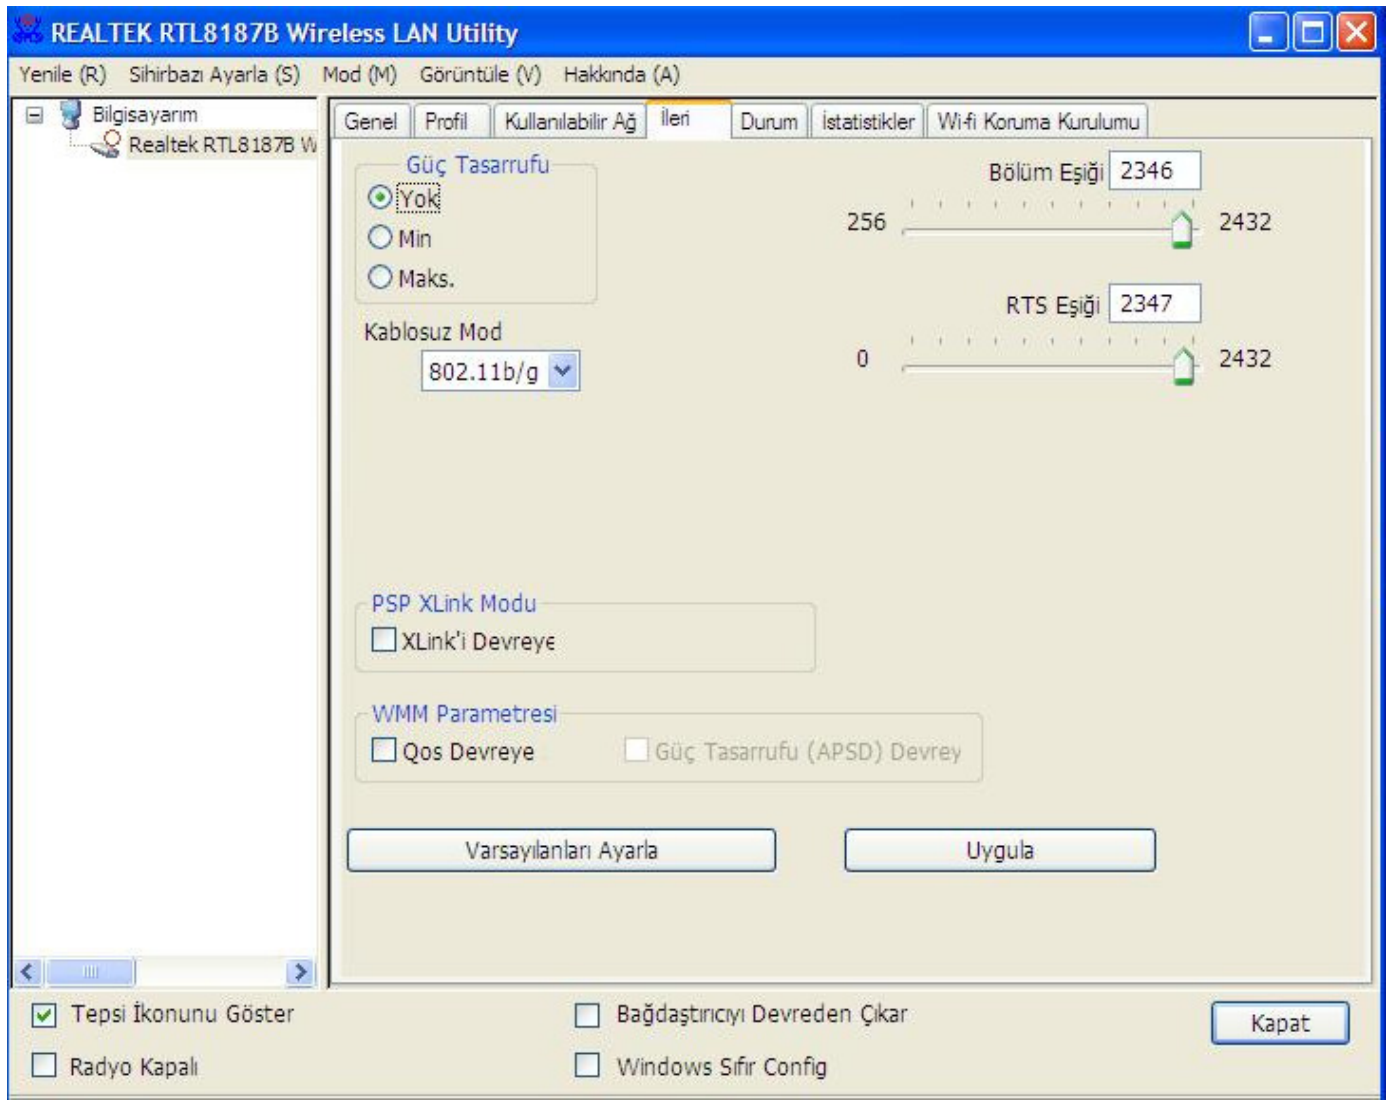 REALTEK RTL8187B Wireless LAN Utility
Yenile (R) Sihirbazı Ayarla (S) Mod (M) Görüntüle (V) Hakkında (A)
Bilgisayarım
Realtek RTL8187B W
Genel Profil Kullanılabilir Ağ İleri Durum İstatistikler Wi-fi Koruma Kurulumu
Güç Tasarrufu
Yok
Min
Maks.
Kablosuz Mod
802.11b/g
Bölüm Eşiği 2346
256 2432
RTS Eşiği 2347
0 2432
PSP XLink Modu
XLink'i Devreye
WMM Parametresi
Qos Devreye Güç Tasarrufu (APSD) Devrey
Varsayılanları Ayarla Uygula
Tepsi İkonunu Göster Bağdaştırıcıyı Devreden Çıkar
Kapat
Radyo Kapalı Windows Sıfır Config